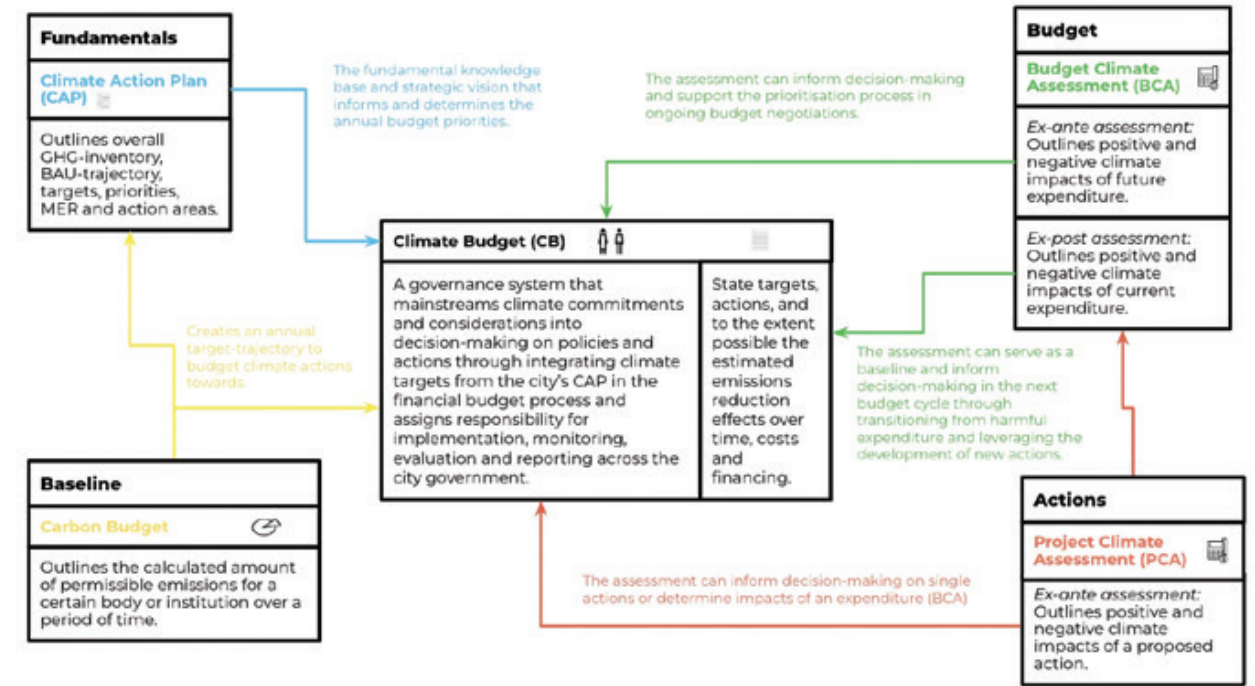 Fundamentals
Climate Action Plan
(CAP)
Outlines overall
GHG-inventory,
BAU-trajectory,
targets, priorities,
MER and action areas.
The fundamental knowledge
base and strategic vision that
informs and determines the
annual budget priorities.
The assessment can inform decision-making
and support the prioritisation process in
ongoing budget negotiations.
Budget
Budget Climate
Assessment (BCA)
Ex-ante assessment:
Outlines positive and
negative climate
impacts of future
expenditure.
Ex-post assessment:
Outlines positive and
negative climate
impacts of current
expenditure.
Climate Budget (CB)
A governance system that
mainstreams climate commitments
and considerations into
decision-making on policies and
actions through integrating climate
targets from the city's CAP in the
financial budget process and
assigns responsibility for
implementation, monitoring,
evaluation and reporting across the
city government.
State targets,
actions, and
to the extent
possible the
estimated
emissions
reduction
effects over
time, costs
and
financing.
Creates an annual
target-trajectory to
budget climate actions
towards.
The assessment can serve as a
baseline and inform
decision-making in the next
budget cycle through
transitioning from harmful
expenditure and leveraging the
development of new actions.
Baseline
Carbon Budget
Outlines the calculated amount
of permissible emissions for a
certain body or institution over a
period of time.
The assessment can inform decision-making on single
actions or determine impacts of an expenditure (BCA)
Actions
Project Climate
Assessment (PCA)
Ex-ante assessment:
Outlines positive and
negative climate
impacts of a proposed
action.